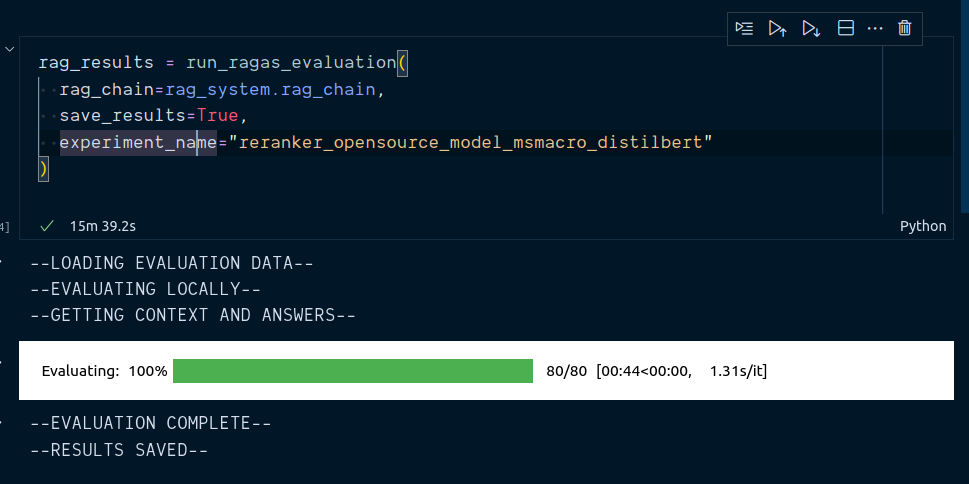 rag_results = run_ragas_evaluation(
rag_chain=rag_system.rag_chain,
save_results=True,
experiment_name="reranker_opensource_model_msmacro_distilbert"
)
4]
15m 39.2s
Python
--LOADING EVALUATION DATA--
--EVALUATING LOCALLY--
--GETTING CONTEXT AND ANSWERS--
Evaluating: 100% 80/80 [00:44<00:00, 1.31s/it]
--EVALUATION COMPLETE--
--RESULTS SAVED--